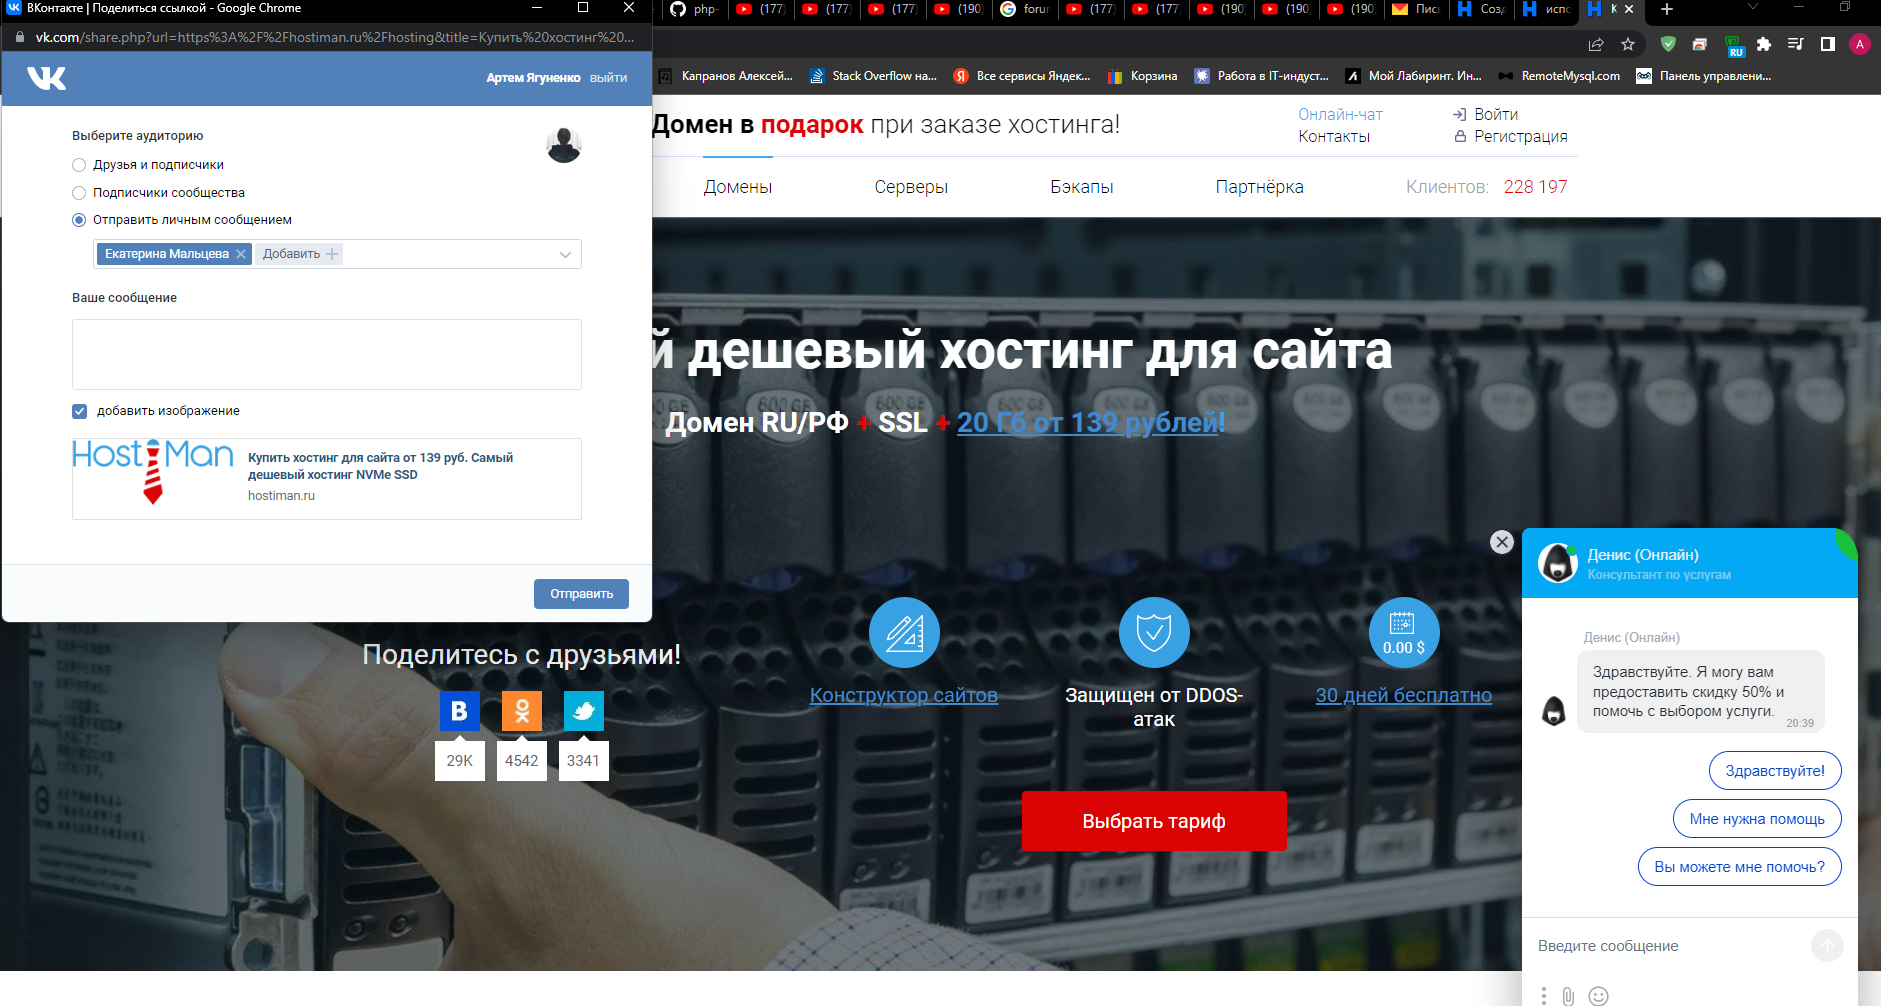 ВКонтакте | Поделиться ссылкой - Google Chrome
vk.com/share.php?url=https%3A%2F%2Fhostiman.ru%2Fhosting&title=Купить%20хостинг%20...
Артем Ягуненко выйти
Выберите аудиторию
Друзья и подписчики
Подписчики сообщества
Отправить личным сообщением
Екатерина Мальцева Добавить
Ваше сообщение
добавить изображение
HostiMan
Купить хостинг для сайта от 139 руб. Самый
дешевый хостинг NVMe SSD
hostiman.ru
Отправить
php- (177) (177) (177) (190) forur (177) (177) (190) (190 (190 Пись Созд испо
RU A
Капранов Алексей... Stack Overflow на... Все сервисы Яндек... Корзина Работа в IT-индуст... Мой Лабиринт. Ин... RemoteMysql.com Панель управлени...
Домен в подарок при заказе хостинга!
Онлайн-чат
Контакты
Войти
Регистрация
Домены Серверы Бэкапы Партнёрка Клиентов: 228 197
й дешевый хостинг для сайта
Домен RU/РФ + SSL + 20 Гб от 139 рублей!
600 GB
Поделитесь с друзьями!
B
29K 4542 3341
Конструктор сайтов
Защищен от DDOS-
атак
0.00 $
30 дней бесплатно
Выбрать тариф
Денис (Онлайн)
Консультант по услугам
Денис (Онлайн)
Здравствуйте. Я могу вам
предоставить скидку 50% и
помочь с выбором услуги.
20:39
Здравствуйте!
Мне нужна помощь
Вы можете мне помочь?
Введите сообщение